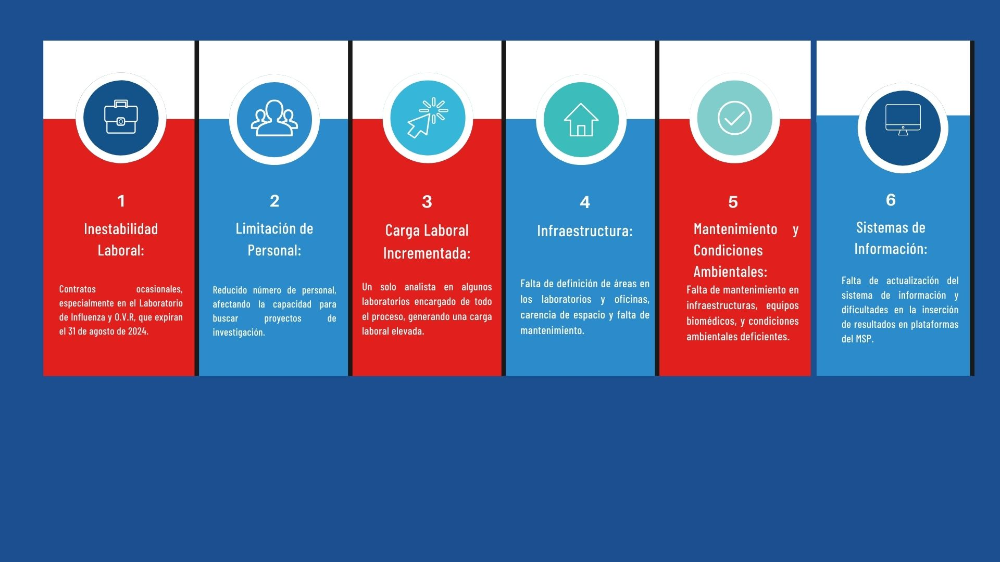 1
Inestabilidad
Laboral:
Contratos ocasionales,
especialmente en el Laboratorio
de Influenza y O.V.R, que expiran
el 31 de agosto de 2024.
2
Limitación de
Personal:
Reducido número de personal,
afectando la capacidad para
buscar proyectos de
investigación.
3
Carga Laboral
Incrementada:
Un solo analista en algunos
laboratorios encargado de todo
el proceso, generando una carga
laboral elevada.
4
Infraestructura:
Falta de definición de áreas en
los laboratorios y oficinas,
carencia de espacio y falta de
mantenimiento.
5
Mantenimiento y
Condiciones
Ambientales:
Falta de mantenimiento en
infraestructuras, equipos
biomédicos, y condiciones
ambientales deficientes.
6
Sistemas de
Información:
Falta de actualización del
sistema de información y
dificultades en la inserción
de resultados en plataformas
del MSP.